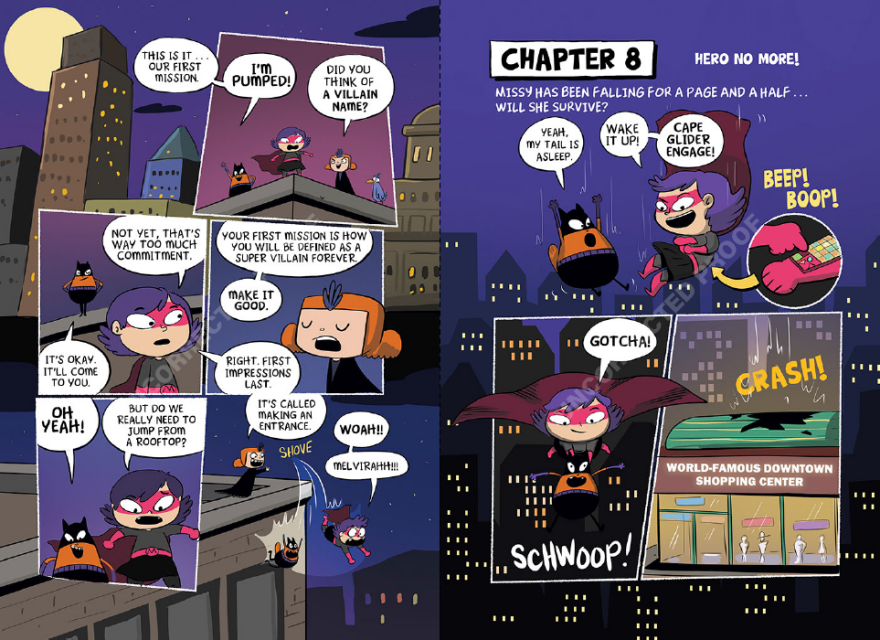 THIS IS IT ...
OUR FIRST
MISSION.
I'M
PUMPED!
DID YOU
THINK OF
A VILLAIN
NAME?
NOT YET, THAT'S
WAY TOO MUCH
COMMITMENT.
IT'S OKAY.
IT'LL COME
TO YOU.
YOUR FIRST MISSION IS HOW
YOU WILL BE DEFINED AS A
SUPER VILLAIN FOREVER.
MAKE IT
GOOD.
RIGHT. FIRST
IMPRESSIONS
LAST.
OH
YEAH!
BUT DO WE
REALLY NEED TO
JUMP FROM
A ROOFTOP?
IT'S CALLED
MAKING AN
ENTRANCE.
SHOVE
WOAH!!
MELVIRAHH!!!
UNCORRECTED PROOF
CHAPTER 8
HERO NO MORE!
MISSY HAS BEEN FALLING FOR A PAGE AND A HALF ...
WILL SHE SURVIVE?
YEAH,
MY TAIL IS
ASLEEP.
WAKE
IT UP!
CAPE
GLIDER
ENGAGE!
BEEP!
BOOP!
GOTCHA!
SCHWOOP!
CRASH!
WORLD-FAMOUS DOWNTOWN
SHOPPING CENTER
UNCORRECTED PROOF